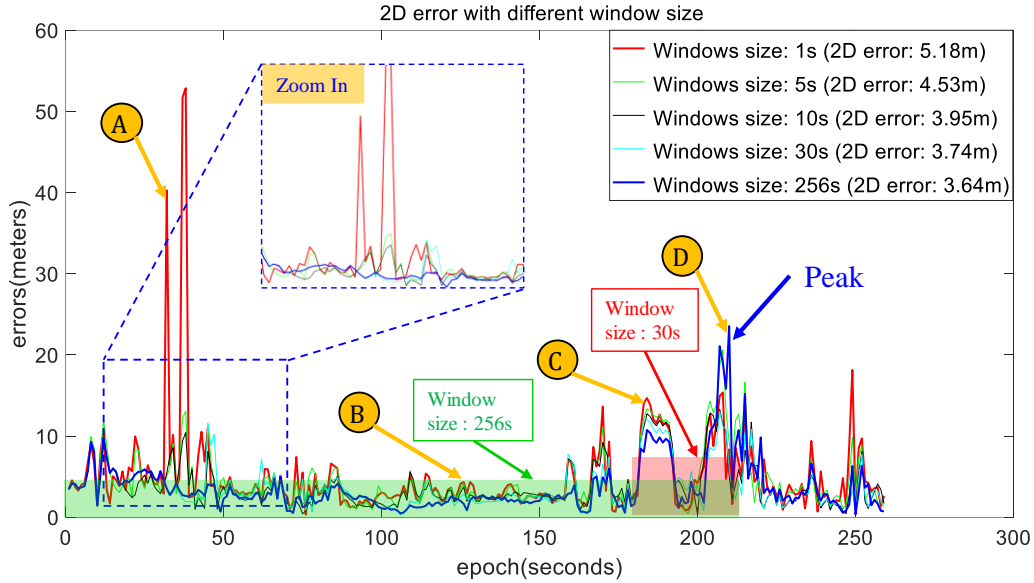 2D error with different window size
60
50
40
30
20
10
0
errors(meters)
0
50
100
150
200
250
300
epoch(seconds)
Windows size: 1s (2D error: 5.18m)
Windows size: 5s (2D error: 4.53m)
Windows size: 10s (2D error: 3.95m)
Windows size: 30s (2D error: 3.74m)
Windows size: 256s (2D error: 3.64m)
Zoom In
A
D
Peak
Window
size : 30s
C
B
Window
size : 256s